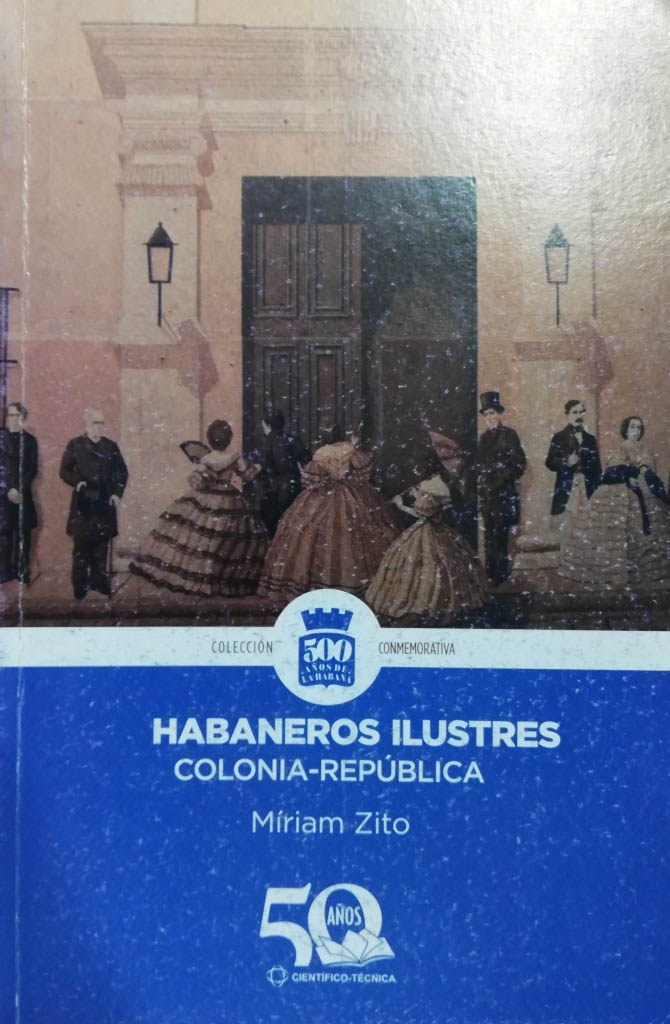 COLECCIÓN
500
AÑOS DE
LA HABANA
CONMEMORATIVA
HABANEROS ILUSTRES
COLONIA-REPÚBLICA
Míriam Zito
50
AÑOS
CIENTÍFICO-TÉCNICA